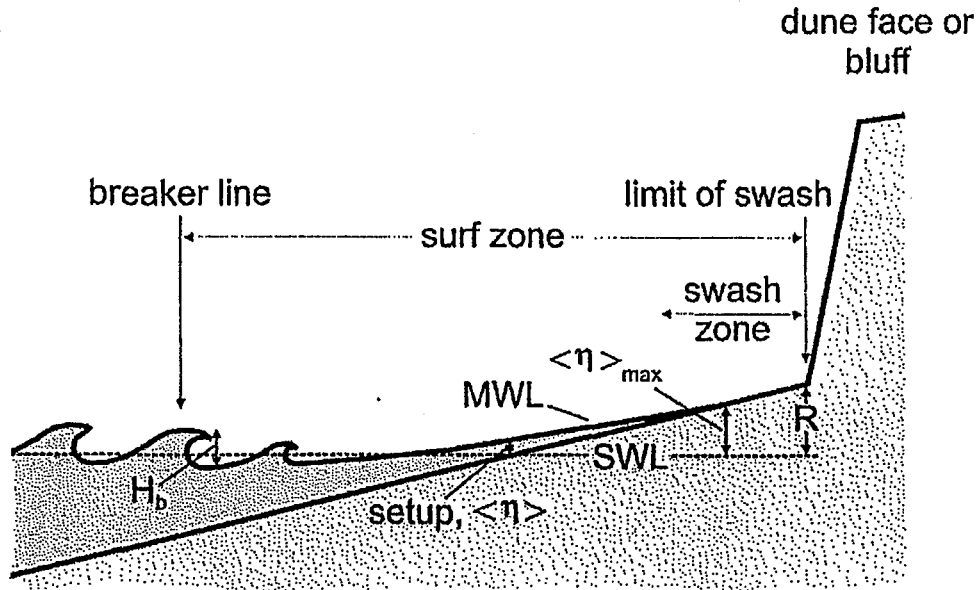 dune face or
bluff
breaker line
limit of swash
surf zone
swash
zone
<η>max
MWL
R
SWL
Hb
setup, <η>